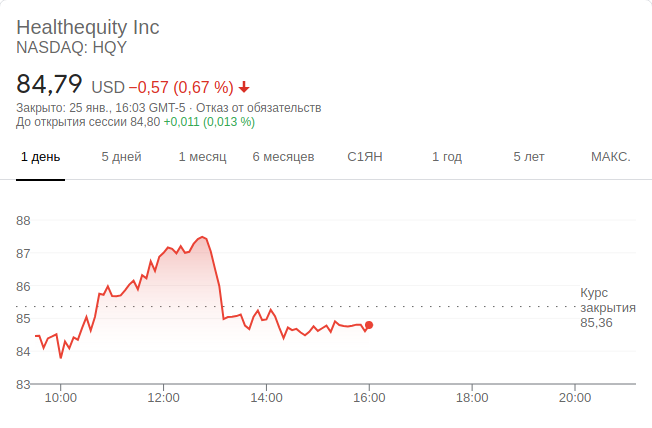 Healthequity Inc
NASDAQ: HQY
84,79 USD −0,57 (0,67 %)
Закрыто: 25 янв., 16:03 GMT-5 · Отказ от обязательств
До открытия сессии 84,80 +0,011 (0,013 %)
1 день 5 дней 1 месяц 6 месяцев С1ЯН 1 год 5 лет МАКС.
88
87
86
85
84
83
Курс
закрытия
85,36
10:00 12:00 14:00 16:00 18:00 20:00